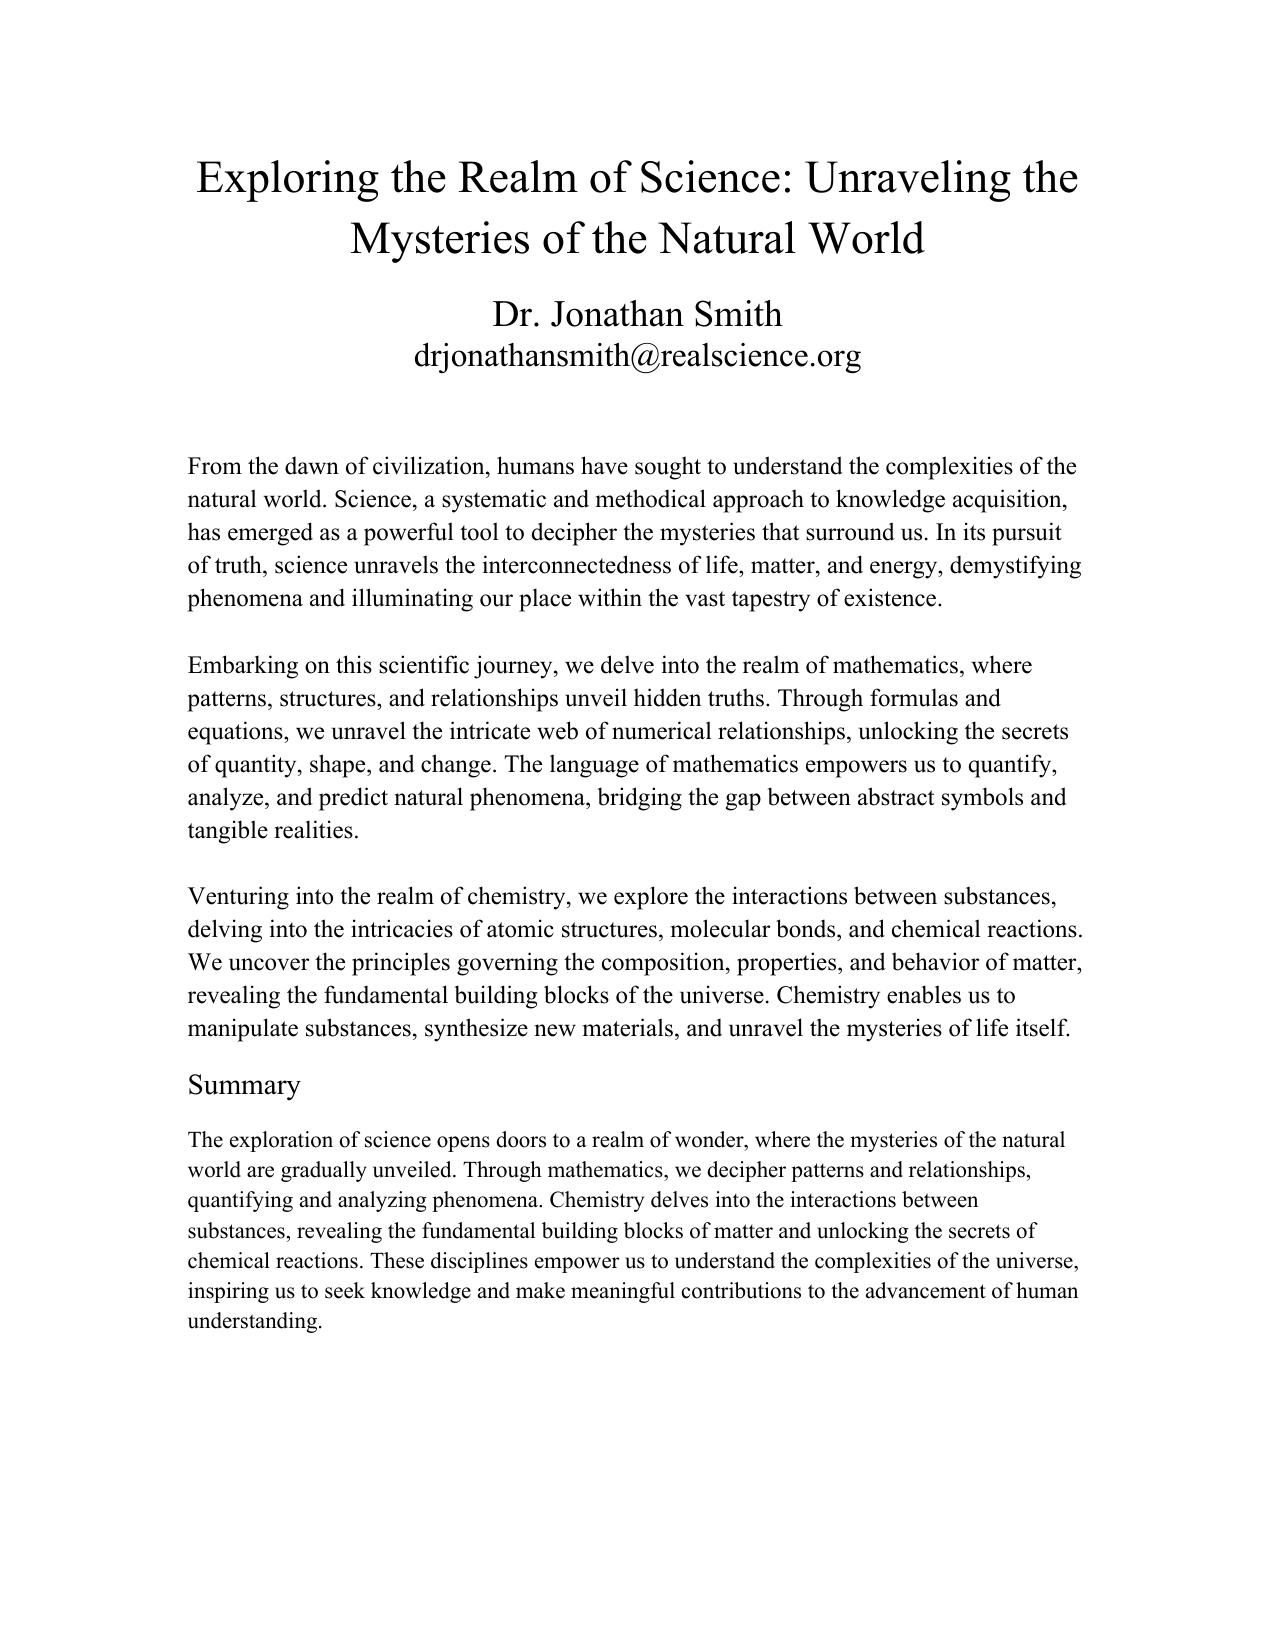 Exploring the Realm of Science: Unraveling the
Mysteries of the Natural World
Dr. Jonathan Smith
drjonathansmith@realscience.org
From the dawn of civilization, humans have sought to understand the complexities of the
natural world. Science, a systematic and methodical approach to knowledge acquisition,
has emerged as a powerful tool to decipher the mysteries that surround us. In its pursuit
of truth, science unravels the interconnectedness of life, matter, and energy, demystifying
phenomena and illuminating our place within the vast tapestry of existence.
Embarking on this scientific journey, we delve into the realm of mathematics, where
patterns, structures, and relationships unveil hidden truths. Through formulas and
equations, we unravel the intricate web of numerical relationships, unlocking the secrets
of quantity, shape, and change. The language of mathematics empowers us to quantify,
analyze, and predict natural phenomena, bridging the gap between abstract symbols and
tangible realities.
Venturing into the realm of chemistry, we explore the interactions between substances,
delving into the intricacies of atomic structures, molecular bonds, and chemical reactions.
We uncover the principles governing the composition, properties, and behavior of matter,
revealing the fundamental building blocks of the universe. Chemistry enables us to
manipulate substances, synthesize new materials, and unravel the mysteries of life itself.
Summary
The exploration of science opens doors to a realm of wonder, where the mysteries of the natural
world are gradually unveiled. Through mathematics, we decipher patterns and relationships,
quantifying and analyzing phenomena. Chemistry delves into the interactions between
substances, revealing the fundamental building blocks of matter and unlocking the secrets of
chemical reactions. These disciplines empower us to understand the complexities of the universe,
inspiring us to seek knowledge and make meaningful contributions to the advancement of human
understanding.